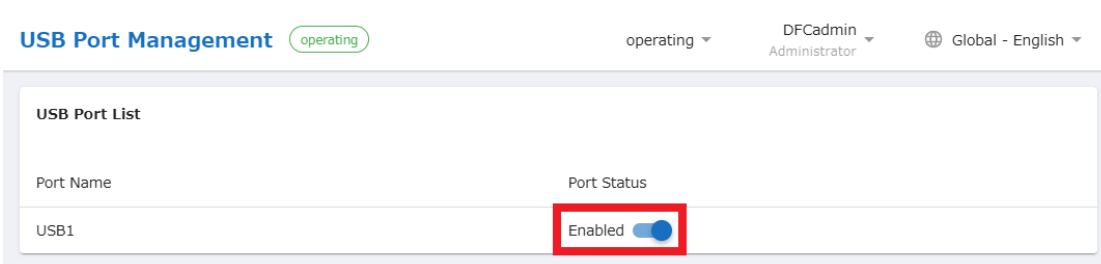 USB Port Management operating operating DFCadmin Administrator Global - English
USB Port List
Port Name Port Status
USB1 Enabled